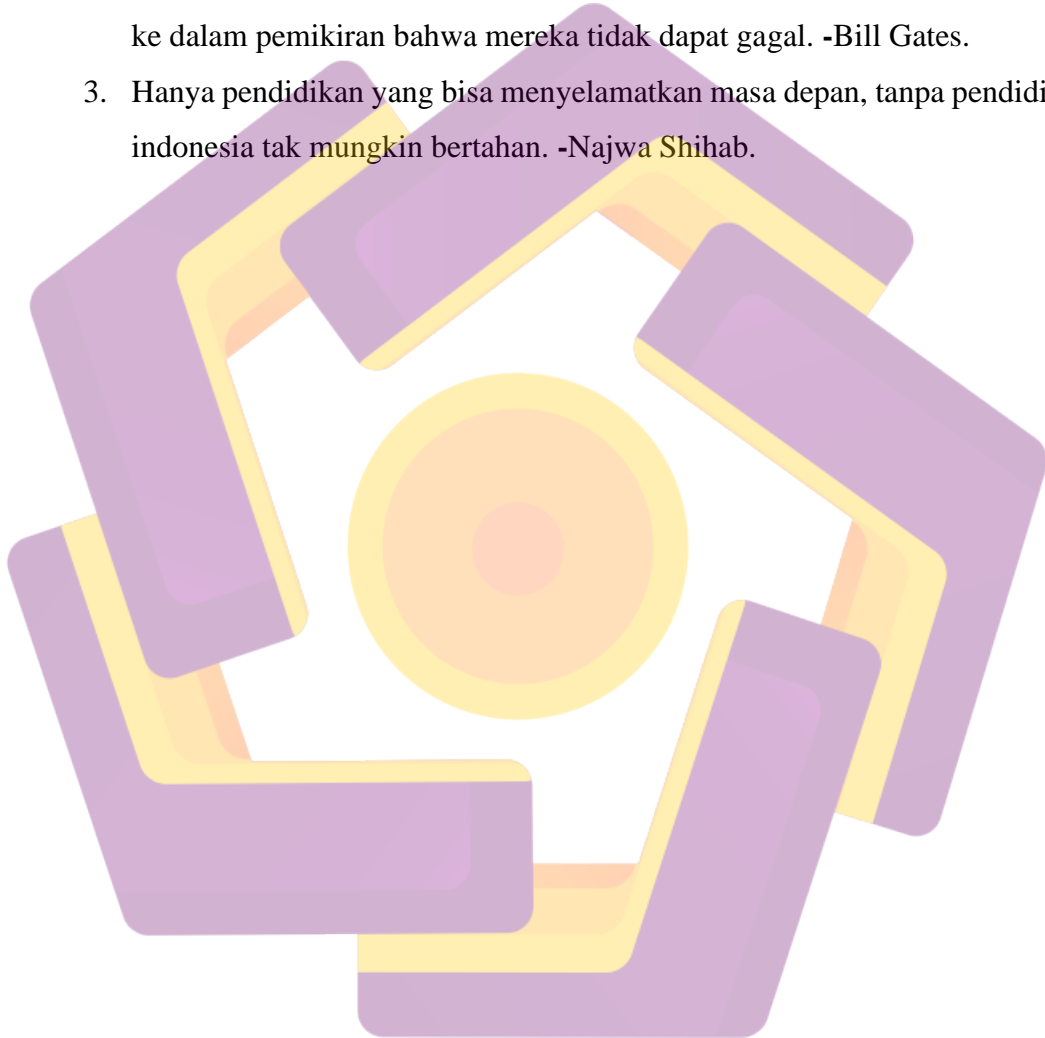 ke dalam pemikiran bahwa mereka tidak dapat gagal. -Bill Gates.
3. Hanya pendidikan yang bisa menyelamatkan masa depan, tanpa pendidi
indonesia tak mungkin bertahan. -Najwa Shihab.